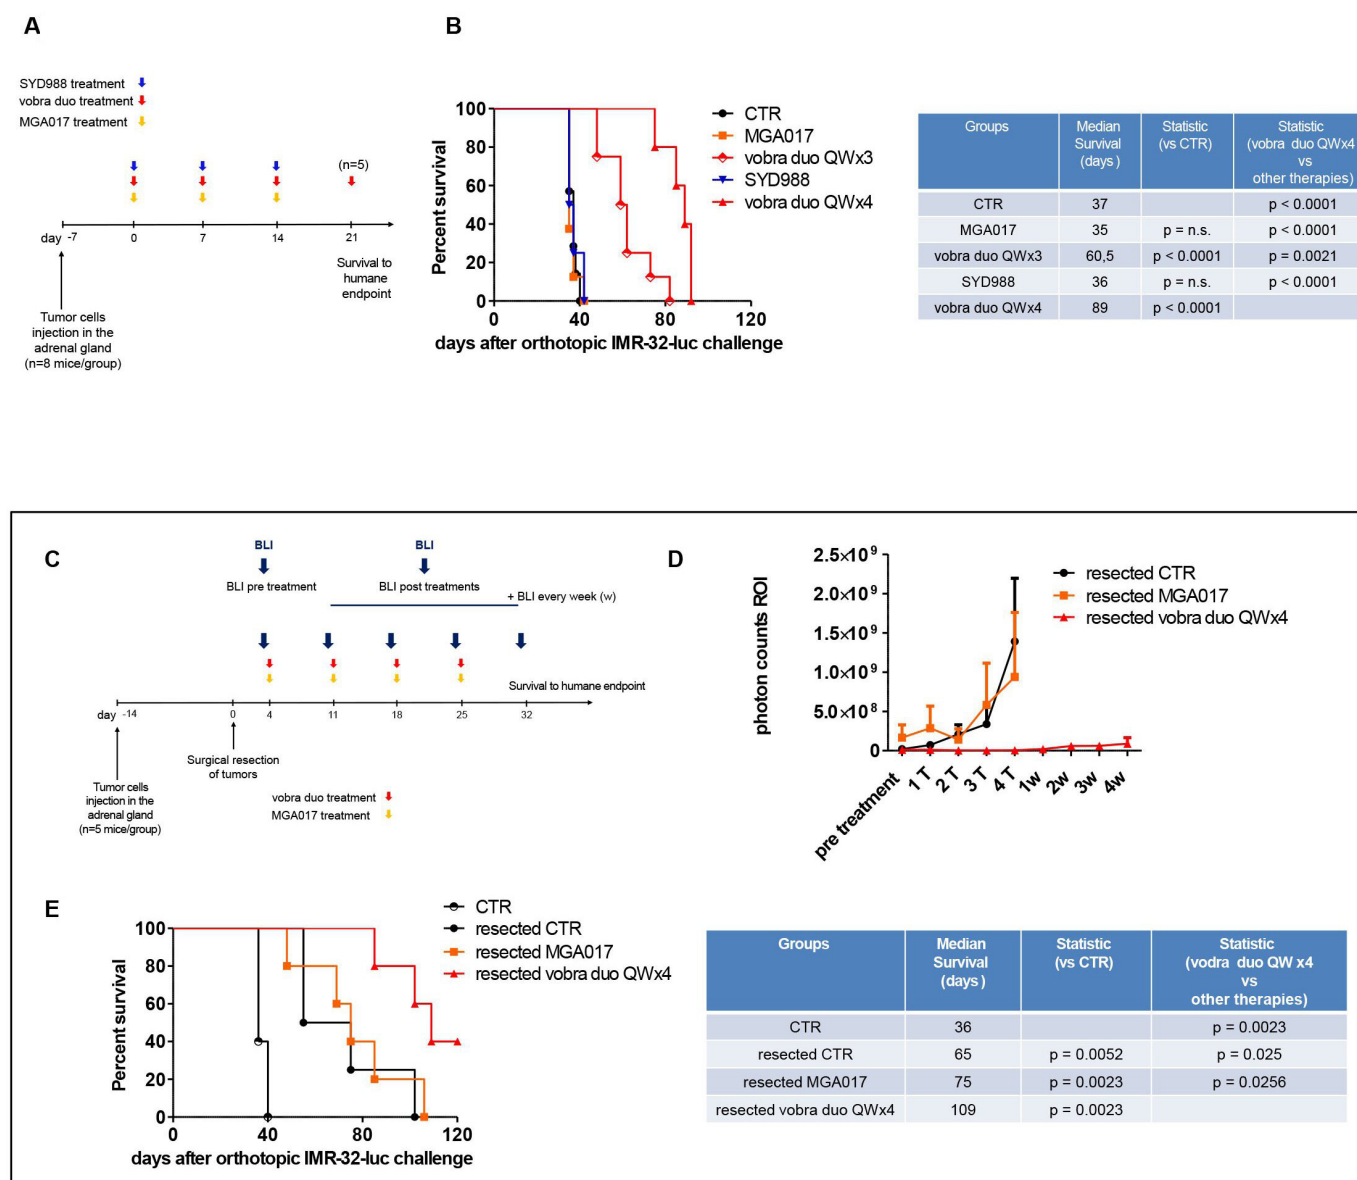 A
SYD988 treatment
vobra duo treatment
MGA017 treatment
(n=5)
day -7 0 7 14 21
Survival to
humane
endpoint
Tumor cells
injection in the
adrenal gland
(n=8 mice/group)
B
Percent survival
100
80
60
40
20
0
0 40 80 120
days after orthotopic IMR-32-luc challenge
CTR
MGA017
vobra duo QWx3
SYD988
vobra duo QWx4
Groups Median Survival (days) Statistic (vs CTR) Statistic (vobra duo QWx4 vs other therapies)
CTR 37 p < 0.0001
MGA017 35 p = n.s. p < 0.0001
vobra duo QWx3 60,5 p < 0.0001 p = 0.0021
SYD988 36 p = n.s. p < 0.0001
vobra duo QWx4 89 p < 0.0001
C
BLI BLI
BLI pre treatment BLI post treatments
+ BLI every week (w)
Survival to humane endpoint
day -14 0 4 11 18 25 32
Surgical resection
of tumors
Tumor cells
injection in the
adrenal gland
(n=5 mice/group)
vobra duo treatment
MGA017 treatment
D
photon counts ROI
2.5×10⁹
2.0×10⁹
1.5×10⁹
1.0×10⁹
5.0×10⁸
0
pre treatment 1 T 2 T 3 T 4 T 1w 2w 3w 4w
resected CTR
resected MGA017
resected vobra duo QWx4
E
Percent survival
100
80
60
40
20
0
0 40 80 120
days after orthotopic IMR-32-luc challenge
CTR
resected CTR
resected MGA017
resected vobra duo QWx4
Groups Median Survival (days) Statistic (vs CTR) Statistic (vodra duo QW x4 vs other therapies)
CTR 36 p = 0.0023
resected CTR 65 p = 0.0052 p = 0.025
resected MGA017 75 p = 0.0023 p = 0.0256
resected vobra duo QWx4 109 p = 0.0023